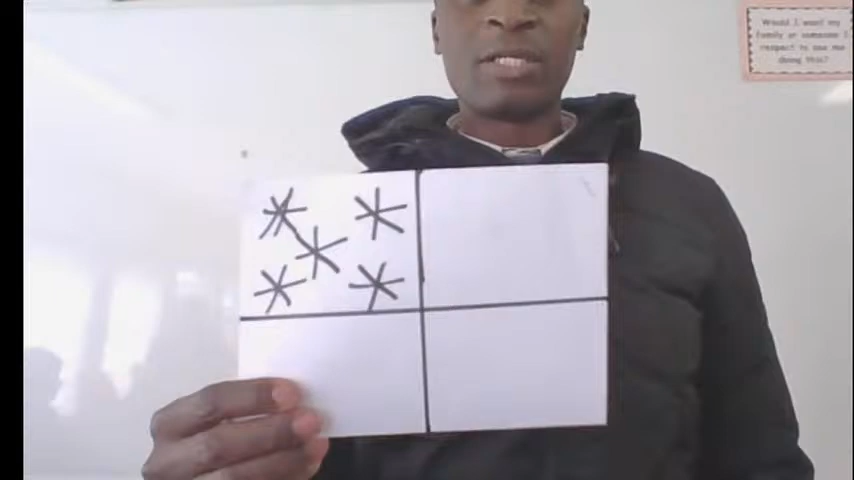 Would I want my
family or someone I
respect to see me
doing this?